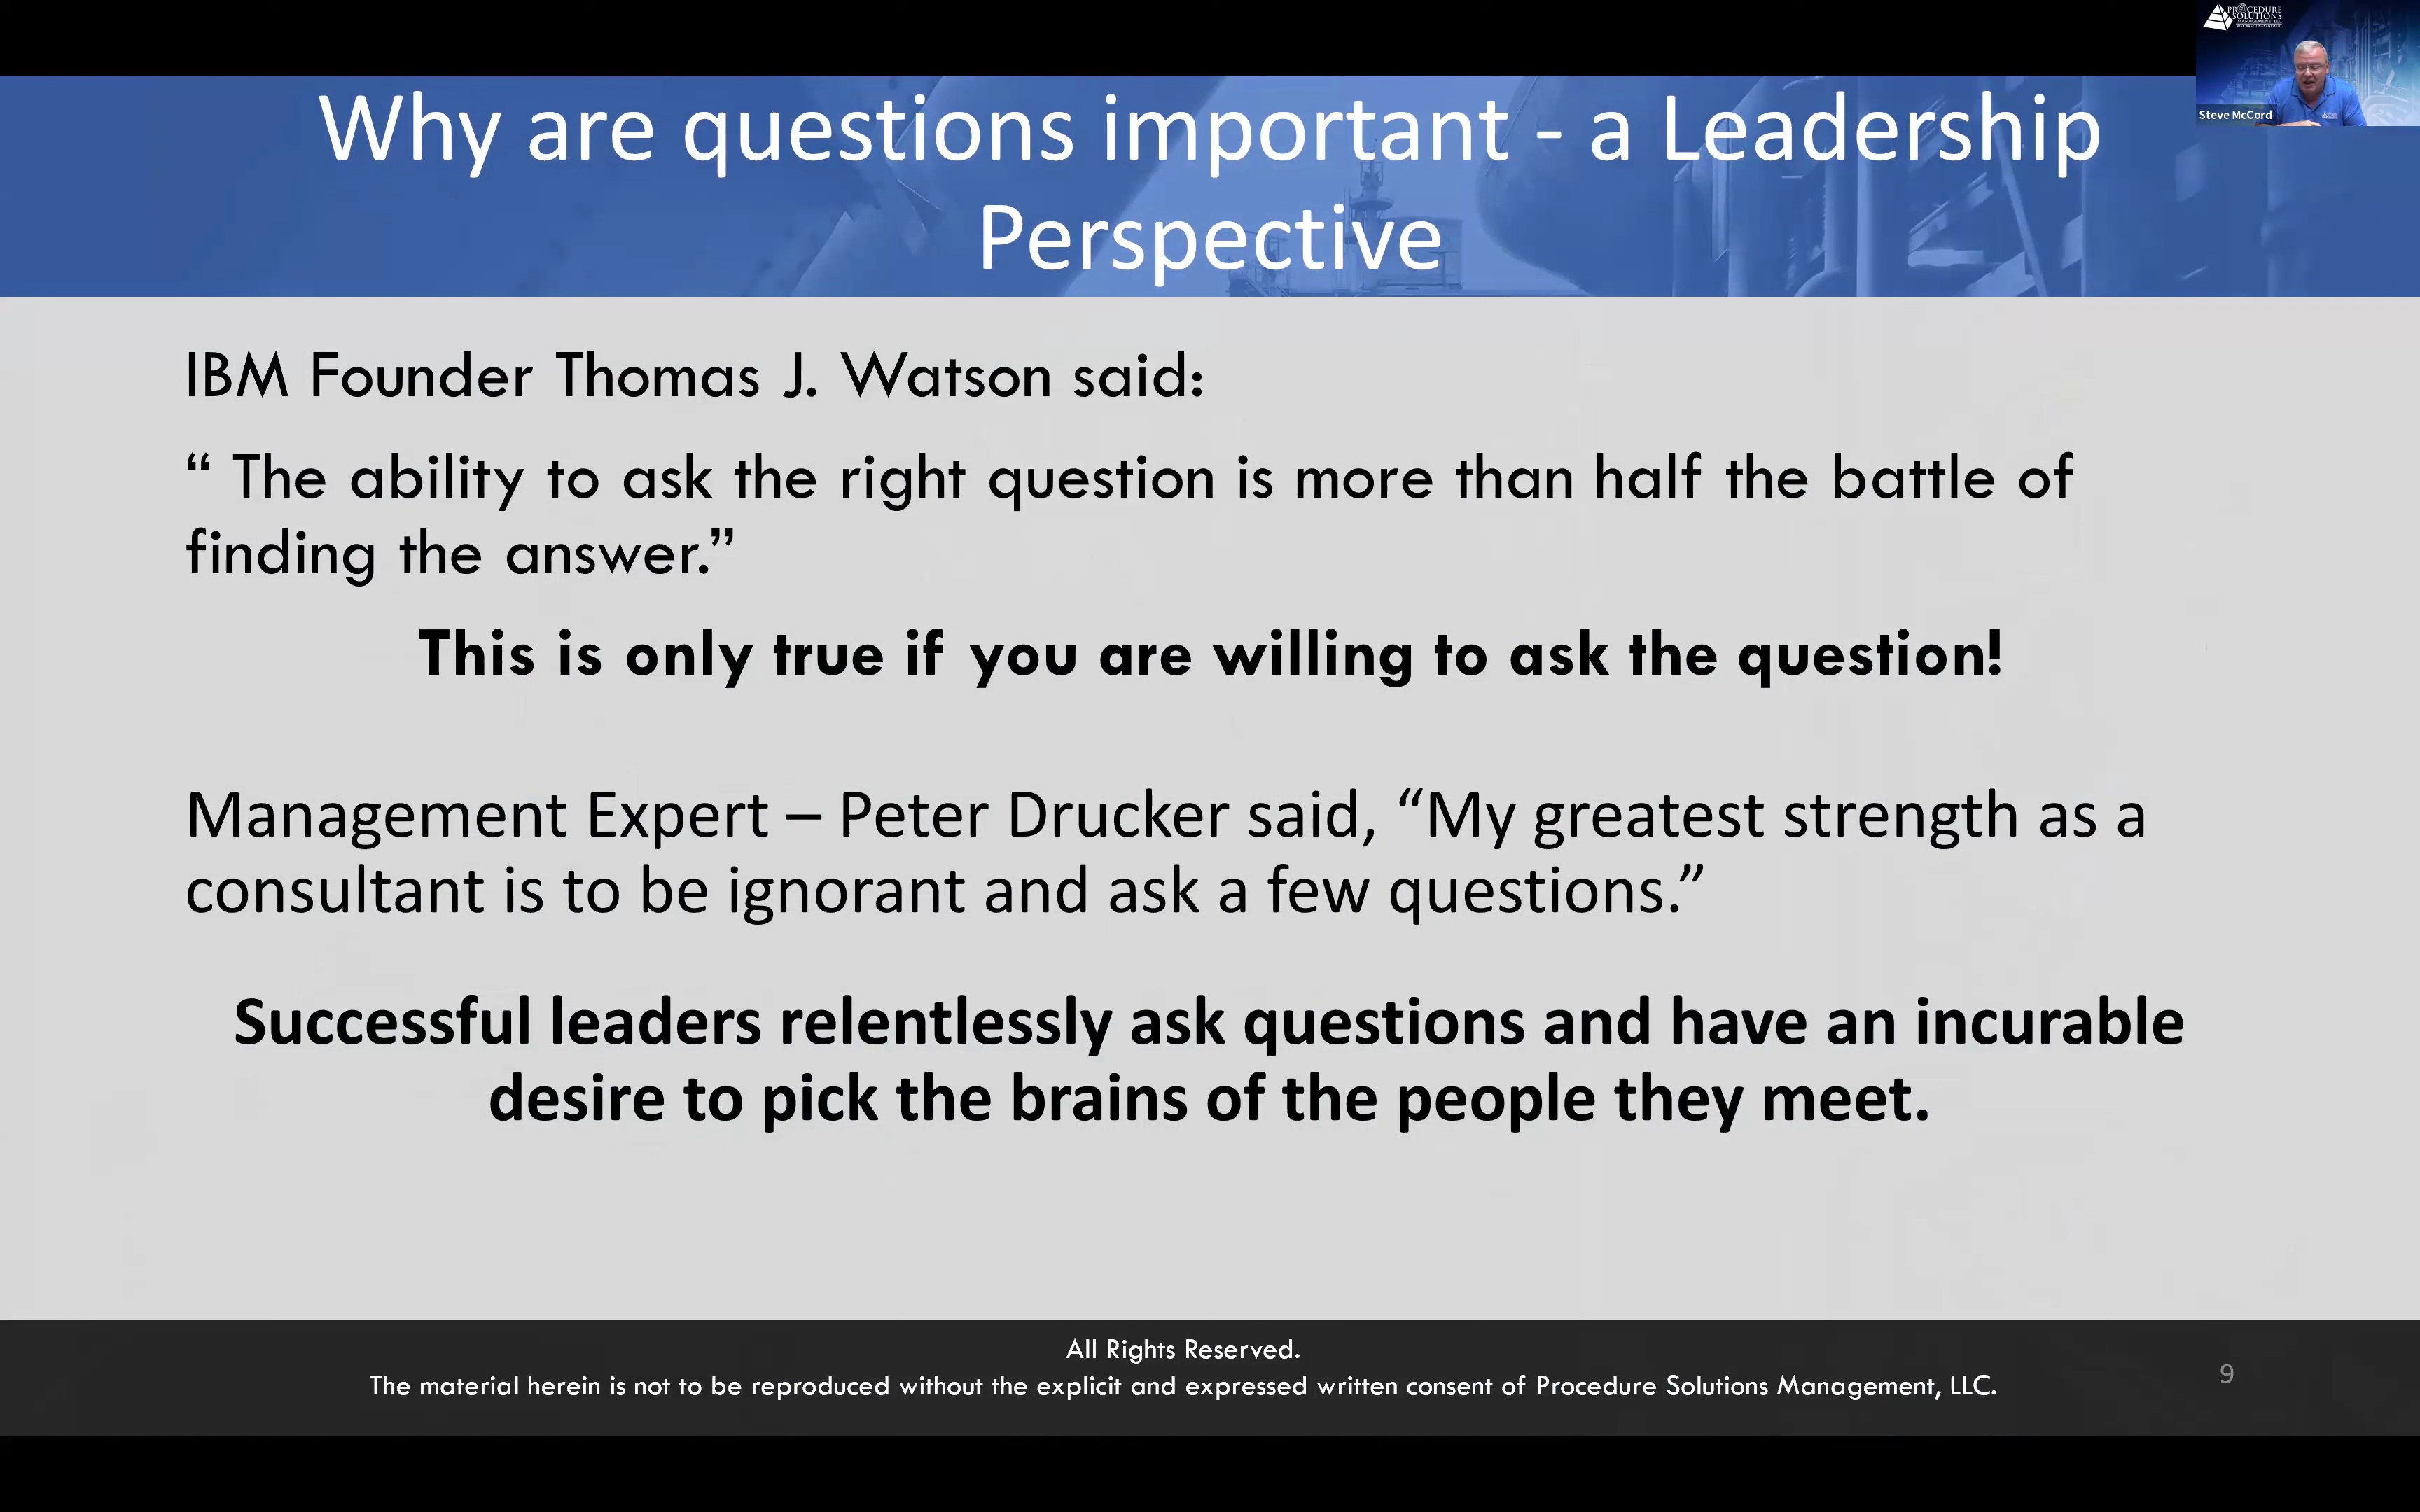 PROCEDURE
SOLUTIONS
Steve McCord
Why are questions important - a Leadership
Perspective
IBM Founder Thomas J. Watson said:
“ The ability to ask the right question is more than half the battle of
finding the answer.”
This is only true if you are willing to ask the question!
Management Expert – Peter Drucker said, “My greatest strength as a
consultant is to be ignorant and ask a few questions.”
Successful leaders relentlessly ask questions and have an incurable
desire to pick the brains of the people they meet.
All Rights Reserved.
The material herein is not to be reproduced without the explicit and expressed written consent of Procedure Solutions Management, LLC.
9